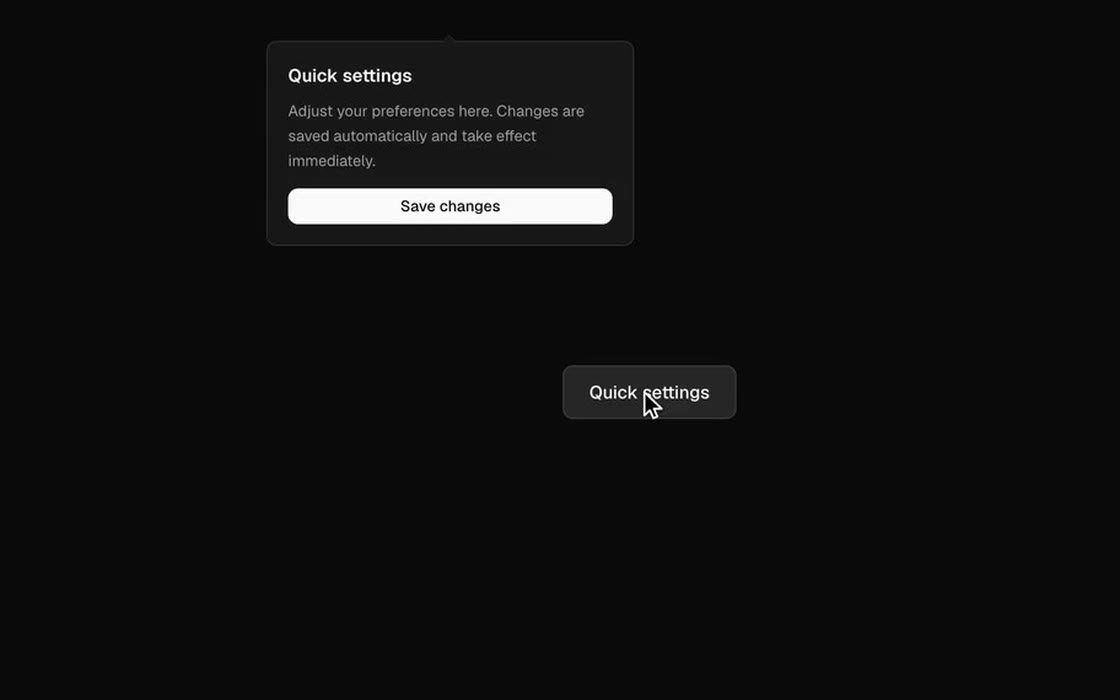 Quick settings
Adjust your preferences here. Changes are
saved automatically and take effect
immediately.
Save changes
Quick settings